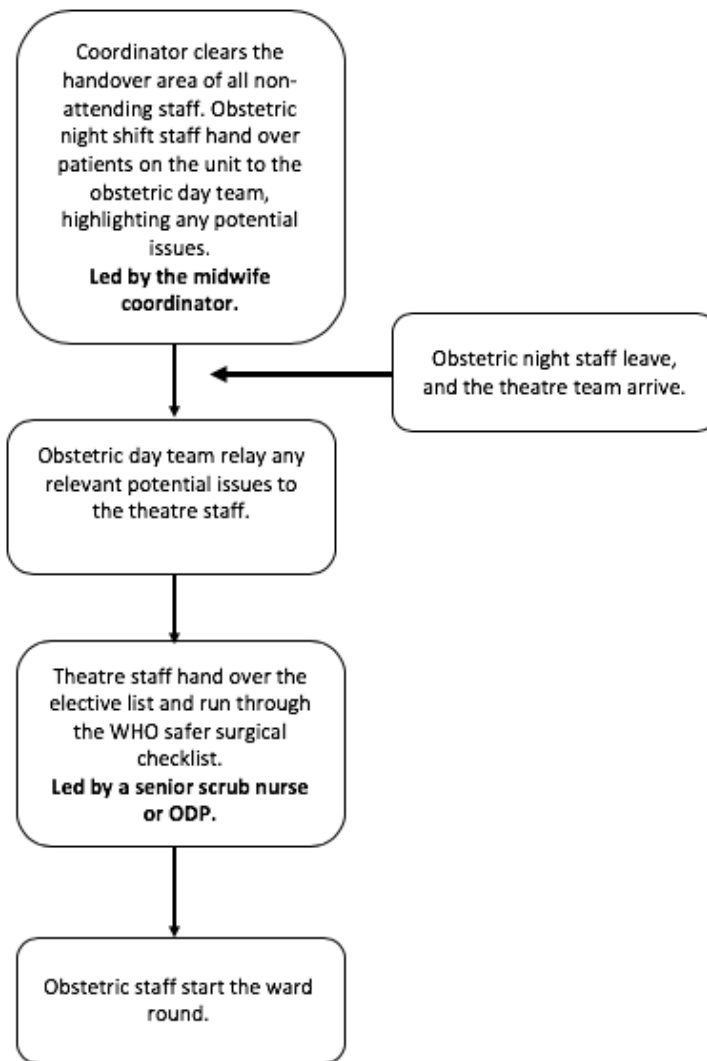 Coordinator clears the
handover area of all non-
attending staff. Obstetric
night shift staff hand over
patients on the unit to the
obstetric day team,
highlighting any potential
issues.
Led by the midwife
coordinator.
Obstetric night staff leave,
and the theatre team arrive.
Obstetric day team relay any
relevant potential issues to
the theatre staff.
Theatre staff hand over the
elective list and run through
the WHO safer surgical
checklist.
Led by a senior scrub nurse
or ODP.
Obstetric staff start the ward
round.